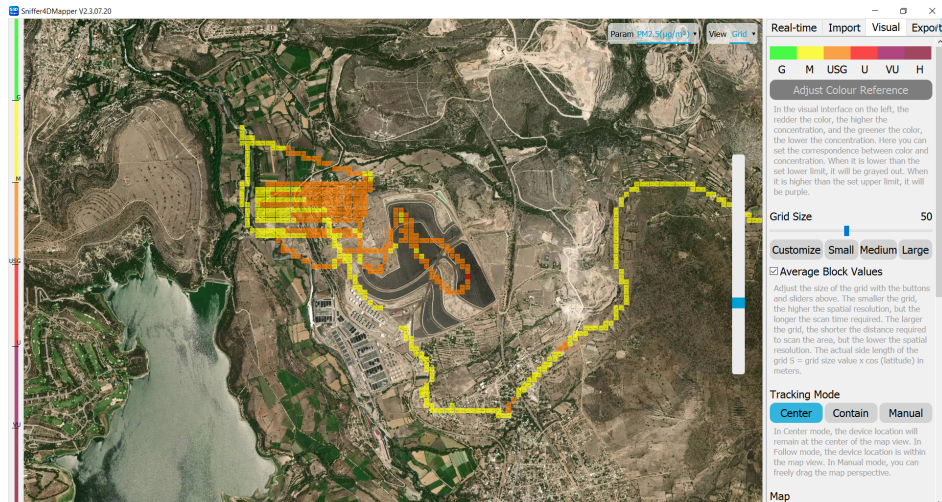 Sniffer4DMapper V2.3.07.20
Param PM2.5(μg/m³)
View Grid
Real-time Import Visual Export
G M USG U VU H
Adjust Colour Reference
In the visual interface on the left, the
redder the color, the higher the
concentration, and the greener the color,
the lower the concentration. Here you can
set the correspondence between color and
concentration. When it is lower than the
set lower limit, it will be grayed out. When
it is higher than the set upper limit, it will
be purple.
Grid Size 50
Customize Small Medium Large
Average Block Values
Adjust the size of the grid with the buttons
and sliders above. The smaller the grid,
the higher the spatial resolution, but the
longer the scan time required. The larger
the grid, the shorter the distance required
to scan the area, but the lower the spatial
resolution. The actual side length of the
grid S = grid size value x cos (latitude) in
meters.
Tracking Mode
Center Contain Manual
In Center mode, the device location will
remain at the center of the map view. In
Follow mode, the device location is within
the map view. In Manual mode, you can
freely drag the map perspective.
Map
G
M
USG
U
VU